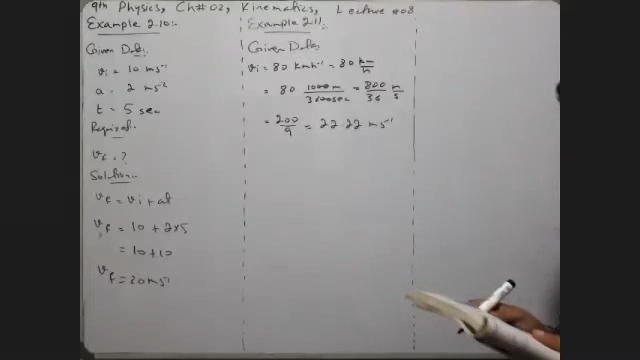 9th Physics, Ch#02, Kinematics, Lecture #08
Example 2.10:-
Given Data:
vi = 10 ms⁻¹
a = 2 ms⁻²
t = 5 sec
Required:
vf = ?
Solution:
vf = vi + at
vf = 10 + 2×5
= 10 + 10
vf = 20 ms⁻¹
Example 2.11:-
Given Data:
vi = 80 kmh⁻¹ = 80 km/h
= 80 1000m/3600sec = 800/36 m/s
= 200/9 = 22.22 ms⁻¹